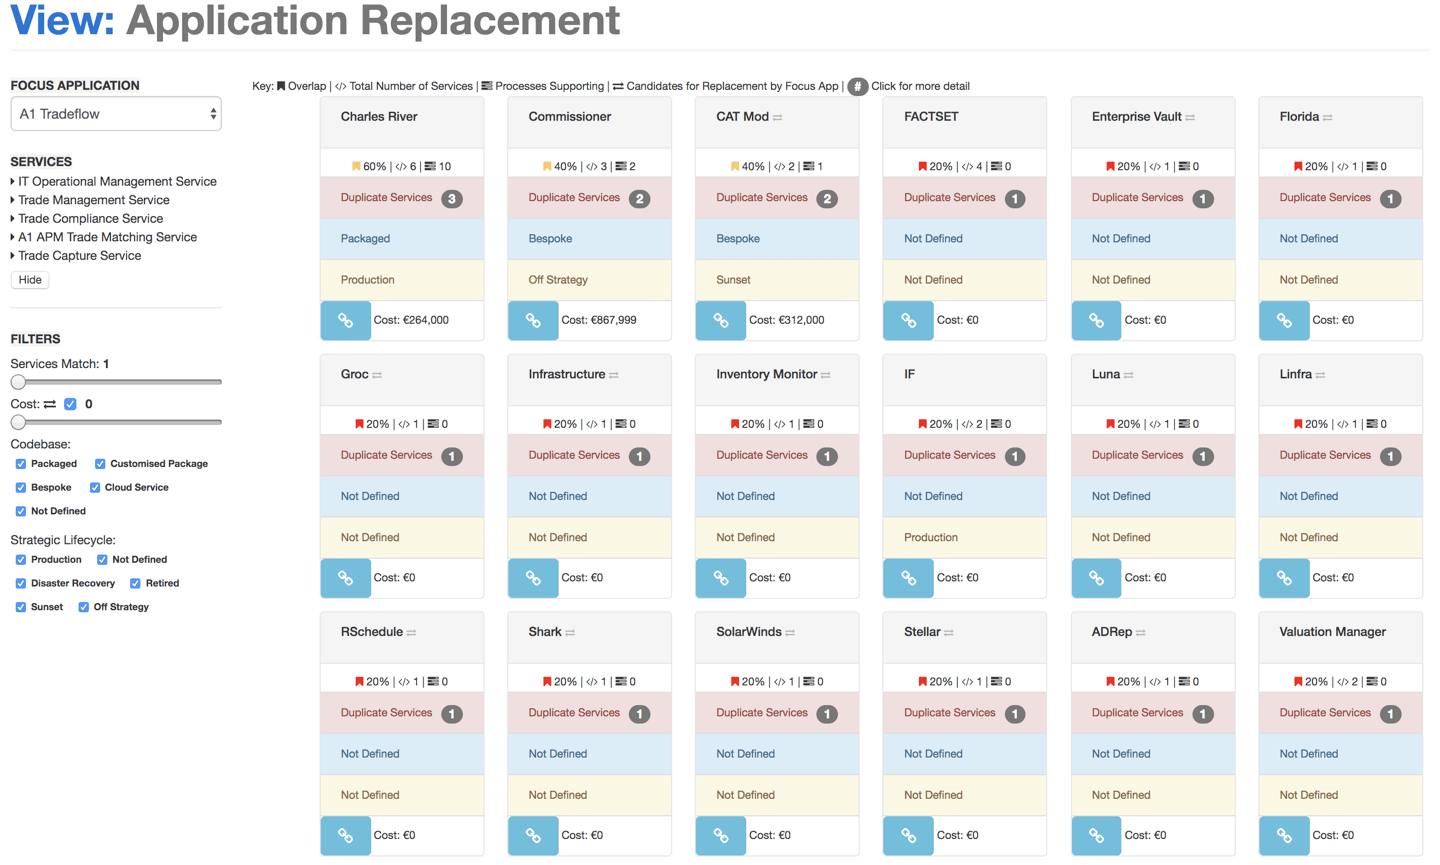 View: Application Replacement
FOCUS APPLICATION
A1 Tradeflow
SERVICES
IT Operational Management Service
Trade Management Service
Trade Compliance Service
A1 APM Trade Matching Service
Trade Capture Service
Hide
FILTERS
Services Match: 1
Cost: 0
Codebase:
Packaged Customised Package
Bespoke Cloud Service
Not Defined
Strategic Lifecycle:
Production Not Defined
Disaster Recovery Retired
Sunset Off Strategy
Key: Overlap | </> Total Number of Services | Processes Supporting | Candidates for Replacement by Focus App | # Click for more detail
Charles River
60% | </> 6 | 10
Duplicate Services 3
Packaged
Production
Cost: €264,000
Commissioner
40% | </> 3 | 2
Duplicate Services 2
Bespoke
Off Strategy
Cost: €867,999
CAT Mod
40% | </> 2 | 1
Duplicate Services 2
Bespoke
Sunset
Cost: €312,000
FACTSET
20% | </> 4 | 0
Duplicate Services 1
Not Defined
Not Defined
Cost: €0
Enterprise Vault
20% | </> 1 | 0
Duplicate Services 1
Not Defined
Not Defined
Cost: €0
Florida
20% | </> 1 | 0
Duplicate Services 1
Not Defined
Not Defined
Cost: €0
Groc
20% | </> 1 | 0
Duplicate Services 1
Not Defined
Not Defined
Cost: €0
Infrastructure
20% | </> 1 | 0
Duplicate Services 1
Not Defined
Not Defined
Cost: €0
Inventory Monitor
20% | </> 1 | 0
Duplicate Services 1
Not Defined
Not Defined
Cost: €0
IF
20% | </> 2 | 0
Duplicate Services 1
Not Defined
Production
Cost: €0
Luna
20% | </> 1 | 0
Duplicate Services 1
Not Defined
Not Defined
Cost: €0
Linfra
20% | </> 1 | 0
Duplicate Services 1
Not Defined
Not Defined
Cost: €0
RSchedule
20% | </> 1 | 0
Duplicate Services 1
Not Defined
Not Defined
Cost: €0
Shark
20% | </> 1 | 0
Duplicate Services 1
Not Defined
Not Defined
Cost: €0
SolarWinds
20% | </> 1 | 0
Duplicate Services 1
Not Defined
Not Defined
Cost: €0
Stellar
20% | </> 1 | 0
Duplicate Services 1
Not Defined
Not Defined
Cost: €0
ADRep
20% | </> 1 | 0
Duplicate Services 1
Not Defined
Not Defined
Cost: €0
Valuation Manager
20% | </> 2 | 0
Duplicate Services 1
Not Defined
Not Defined
Cost: €0